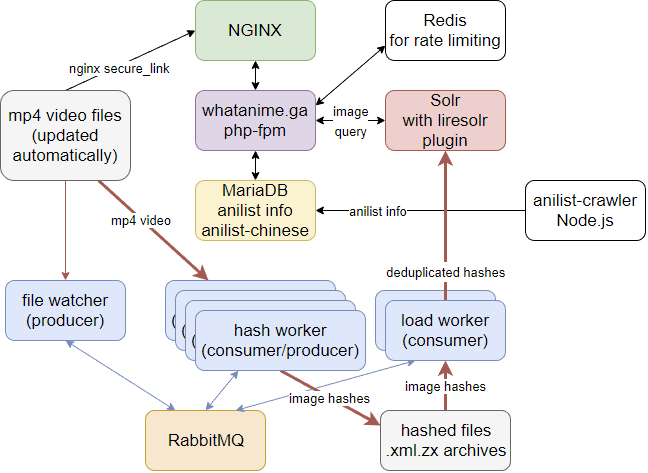 NGINX
Redis
for rate limiting
nginx secure_link
mp4 video files
(updated
automatically)
whatanime.ga
php-fpm
image
query
Solr
with liresolr
plugin
MariaDB
anilist info
anilist-chinese
anilist info
anilist-crawler
Node.js
mp4 video
deduplicated hashes
file watcher
(producer)
(
(
hash worker
(consumer/producer)
load worker
(consumer)
image hashes
image hashes
RabbitMQ
hashed files
.xml.zx archives